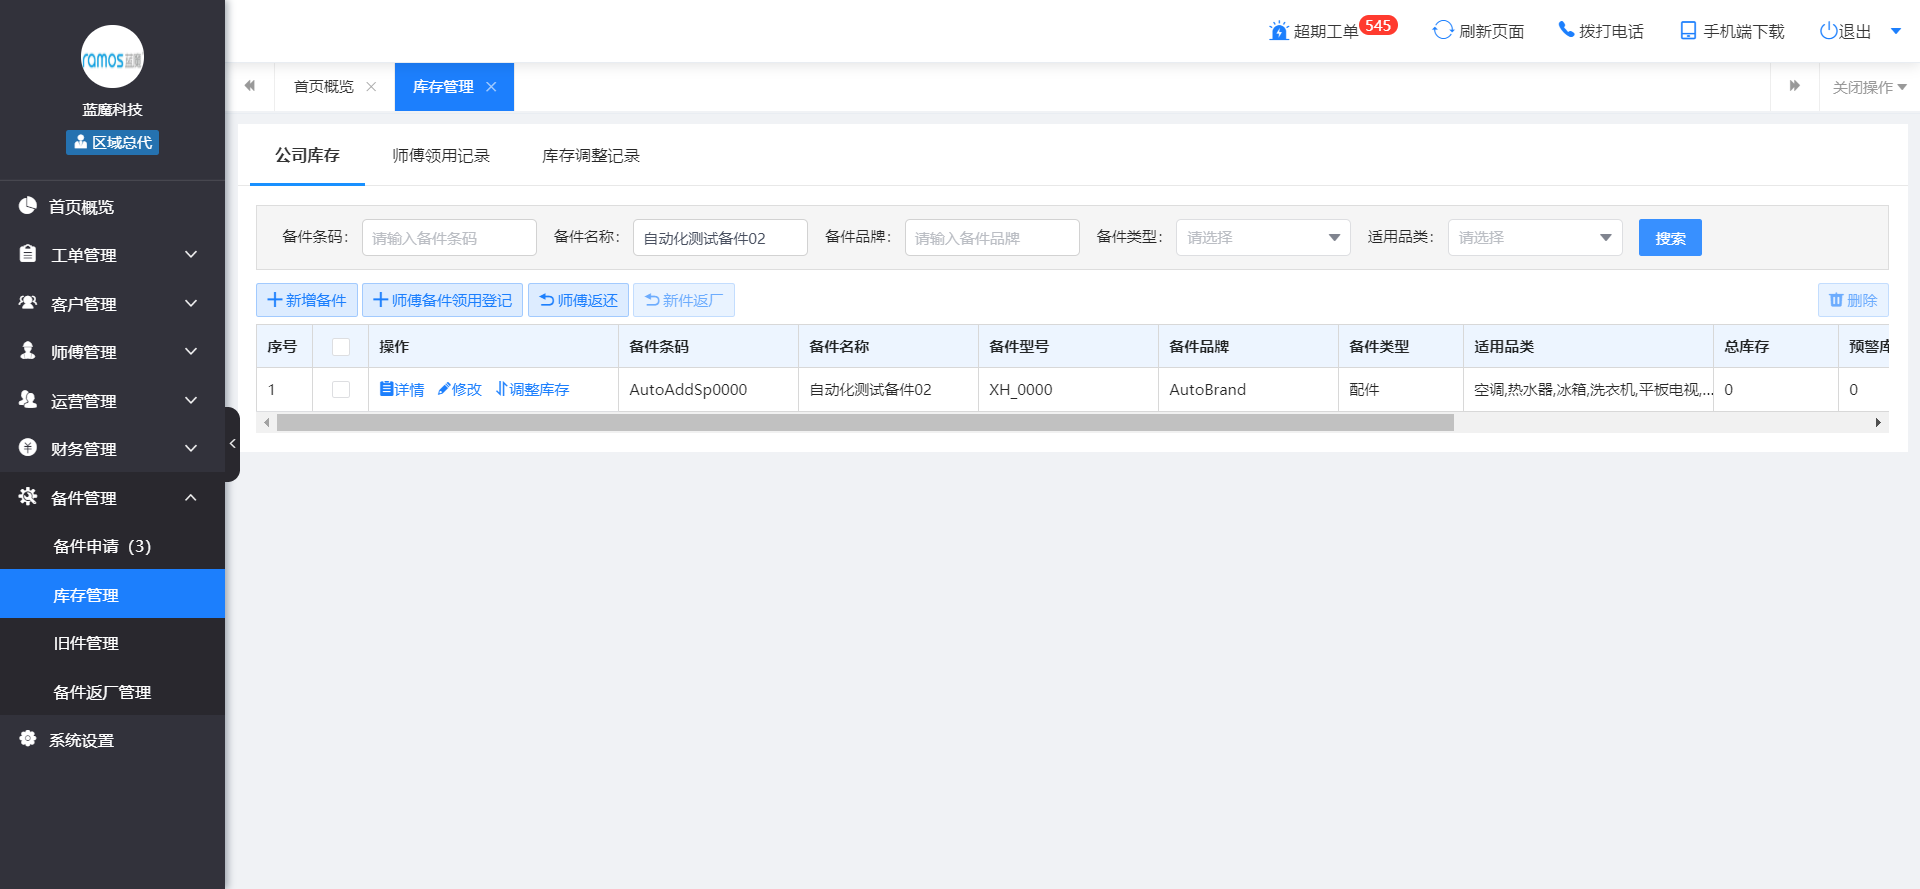 ramos蓝魔
蓝魔科技
区域总代
首页概览
工单管理
客户管理
师傅管理
运营管理
财务管理
备件管理
备件申请（3）
库存管理
旧件管理
备件返厂管理
系统设置
超期工单 545 刷新页面 拨打电话 手机端下载 退出
首页概览 库存管理 关闭操作
公司库存 师傅领用记录 库存调整记录
备件条码： 请输入备件条码 备件名称： 自动化测试备件02 备件品牌： 请输入备件品牌 备件类型： 请选择 适用品类： 请选择 搜索
新增备件 师傅备件领用登记 师傅返还 新件返厂 删除
序号 操作 备件条码 备件名称 备件型号 备件品牌 备件类型 适用品类 总库存 预警库
1 详情 修改 调整库存 AutoAddSp0000 自动化测试备件02 XH_0000 AutoBrand 配件 空调,热水器,冰箱,洗衣机,平板电视,... 0 0